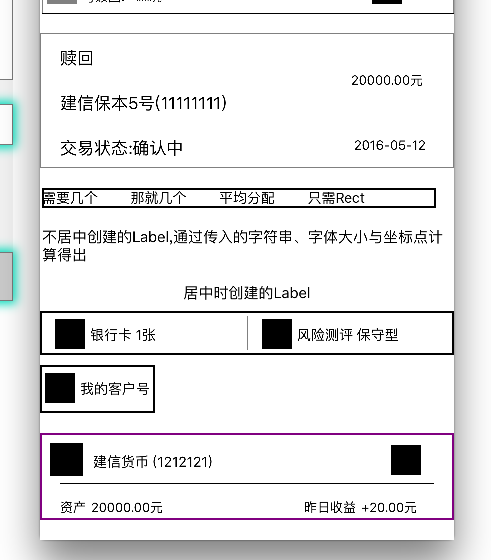 赎回
20000.00元
建信保本5号(11111111)
交易状态:确认中
2016-05-12
需要几个 那就几个 平均分配 只需Rect
不居中创建的Label,通过传入的字符串、字体大小与坐标点计
算得出
居中时创建的Label
银行卡 1张 风险测评 保守型
我的客户号
建信货币 (1212121)
资产 20000.00元 昨日收益 +20.00元